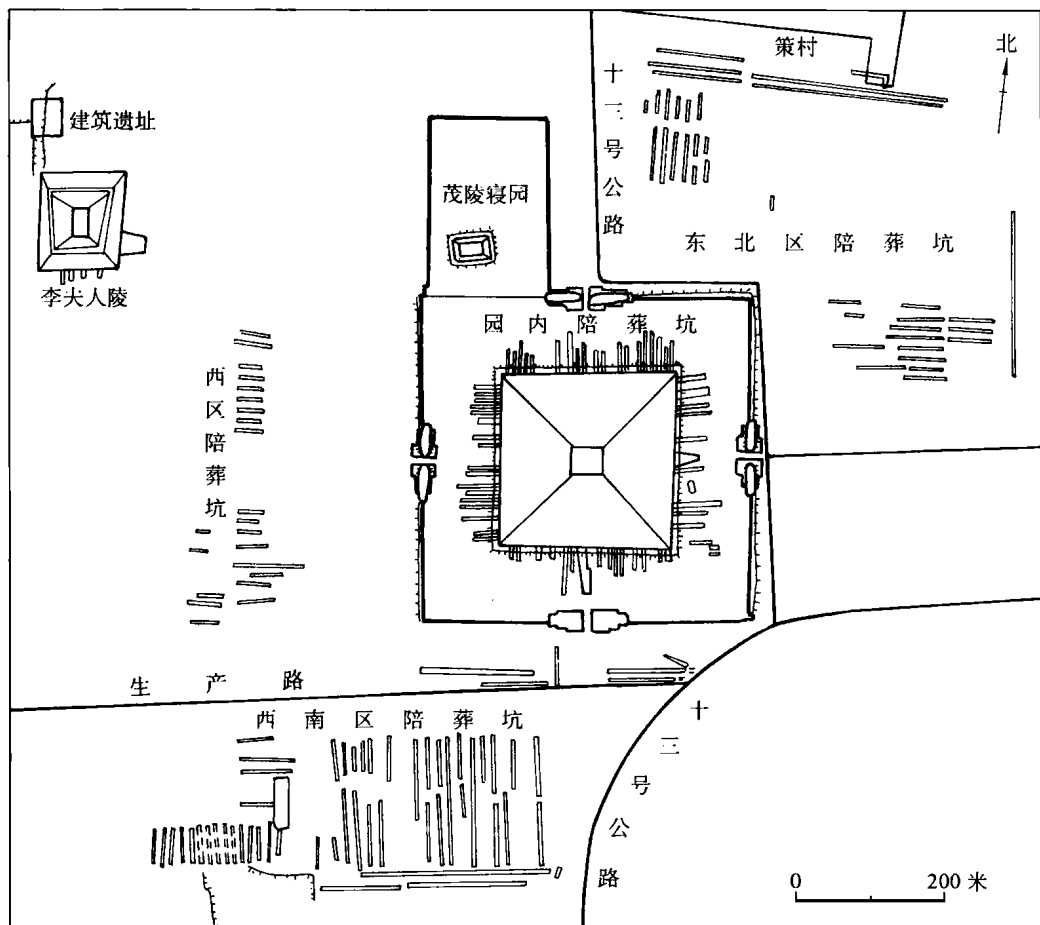 策村
北
十三号公路
建筑遗址
茂陵寝园
东北区陪葬坑
李夫人陵
园内陪葬坑
西区陪葬坑
生产路
西南区陪葬坑
十三号公路
0 200 米